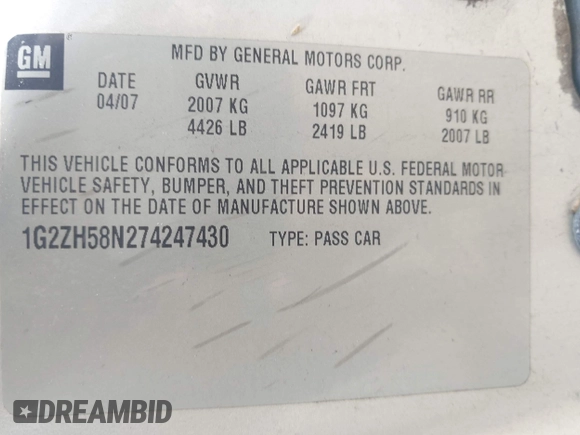 GM
MFD BY GENERAL MOTORS CORP.
DATE GVWR GAWR FRT GAWR RR
04/07 2007 KG 1097 KG 910 KG
4426 LB 2419 LB 2007 LB
THIS VEHICLE CONFORMS TO ALL APPLICABLE U.S. FEDERAL MOTOR
VEHICLE SAFETY, BUMPER, AND THEFT PREVENTION STANDARDS IN
EFFECT ON THE DATE OF MANUFACTURE SHOWN ABOVE.
1G2ZH58N274247430 TYPE: PASS CAR
DREAMBID